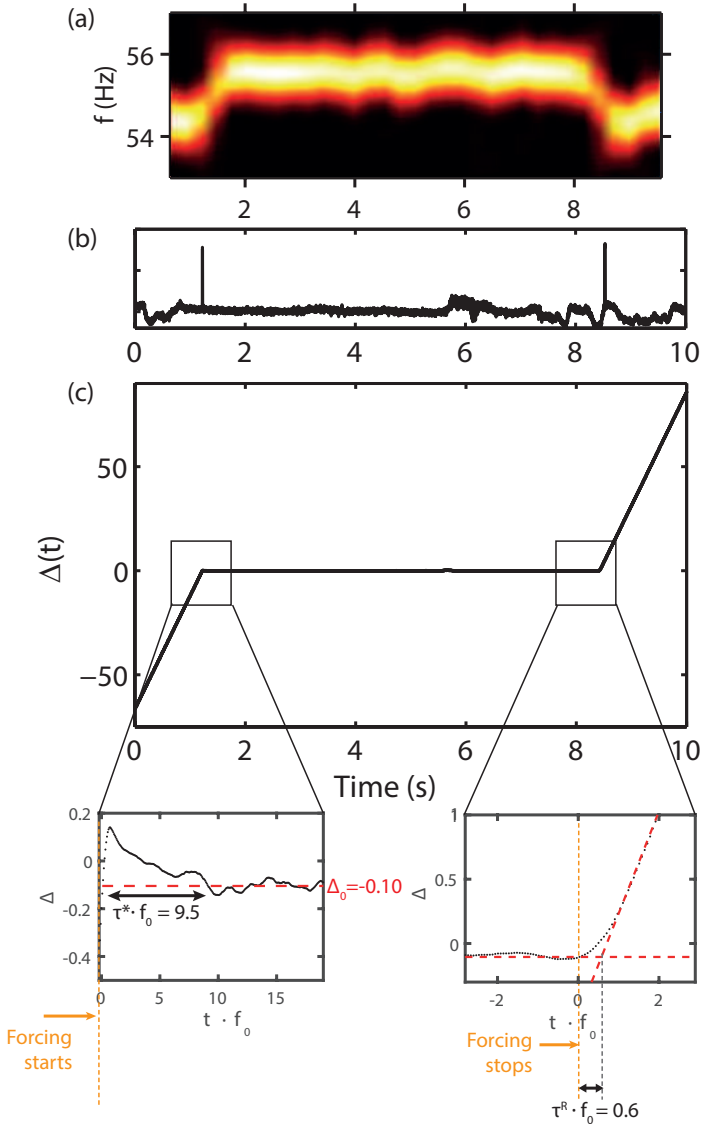 (a)
f (Hz)
56
54
2 4 6 8
(b)
0 2 4 6 8 10
(c)
Δ(t)
50
0
−50
0 2 4 6 8 10
Time (s)
0.2
0
-0.2
-0.4
Δ
Δ₀=-0.10
τ* · f₀ = 9.5
0 5 10 15
t · f₀
Forcing
starts
1
0.5
0
Δ
-2 0 2
t · f₀
Forcing
stops
τᴿ · f₀ = 0.6